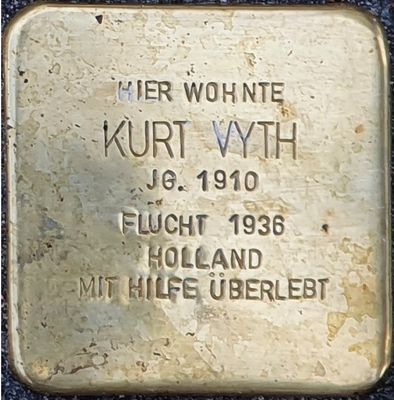 HIER WOHNTE
KURT VYTH
JG. 1910
FLUCHT 1936
HOLLAND
MIT HILFE ÜBERLEBT